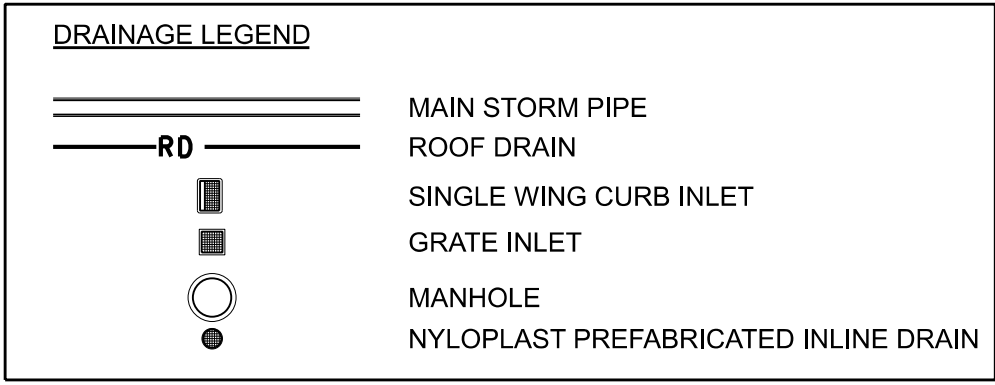 DRAINAGE LEGEND
MAIN STORM PIPE
RD ROOF DRAIN
SINGLE WING CURB INLET
GRATE INLET
MANHOLE
NYLOPLAST PREFABRICATED INLINE DRAIN